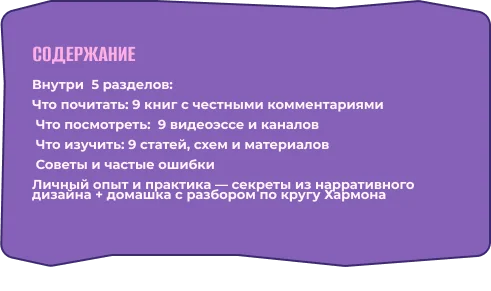 СОДЕРЖАНИЕ
Внутри 5 разделов:
Что почитать: 9 книг с честными комментариями
Что посмотреть: 9 видеоэссе и каналов
Что изучить: 9 статей, схем и материалов
Советы и частые ошибки
Личный опыт и практика — секреты из нарративного
дизайна + домашка с разбором по кругу Хармона